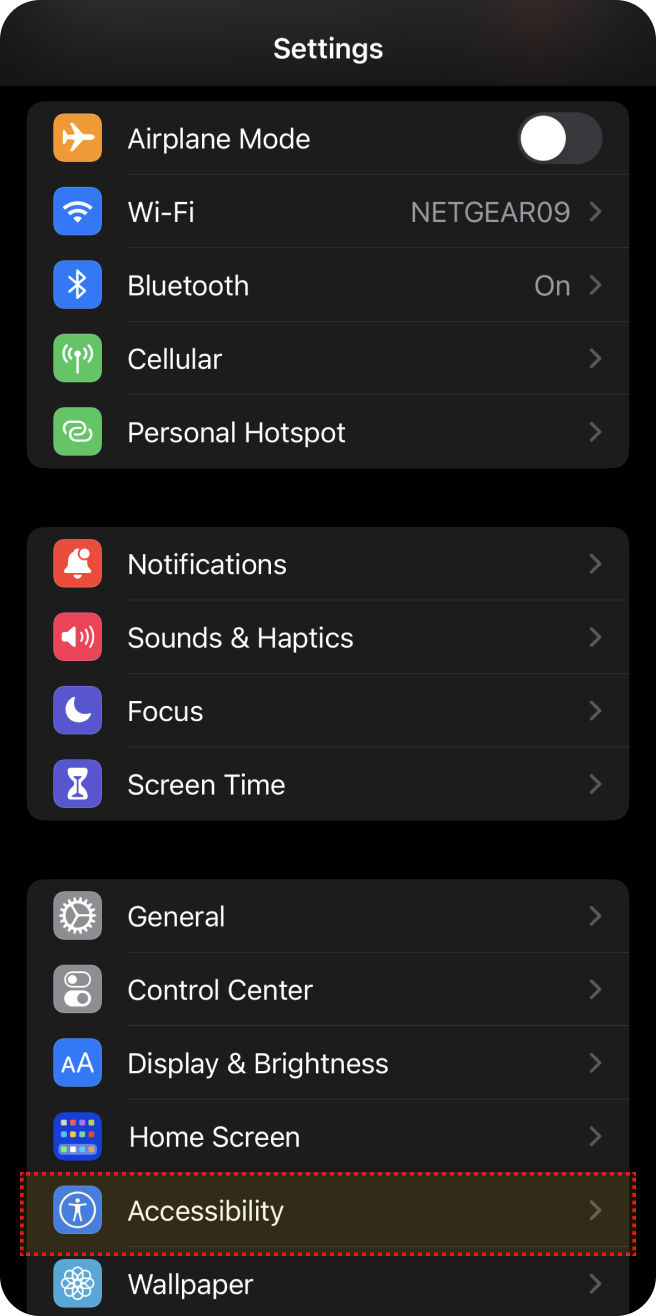 Settings
Airplane Mode
Wi-Fi NETGEAR09
Bluetooth On
Cellular
Personal Hotspot
Notifications
Sounds & Haptics
Focus
Screen Time
General
Control Center
AA Display & Brightness
Home Screen
Accessibility
Wallpaper